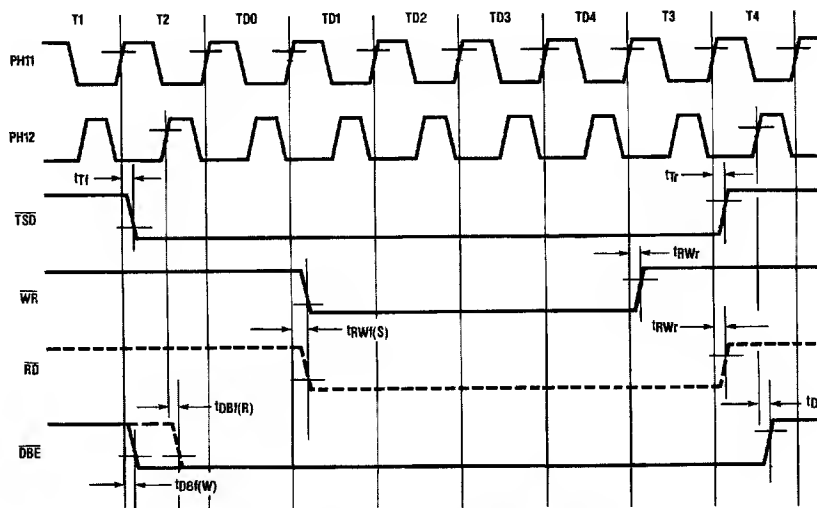 T1 T2 TD0 TD1 TD2 TD3 TD4 T3 T4
PHI1
PHI2
tTf
tTr
TSD
tRWr
WR
tRWf(S)
tRWr
RD
tDBf(R)
tD
DBE
tDBf(W)